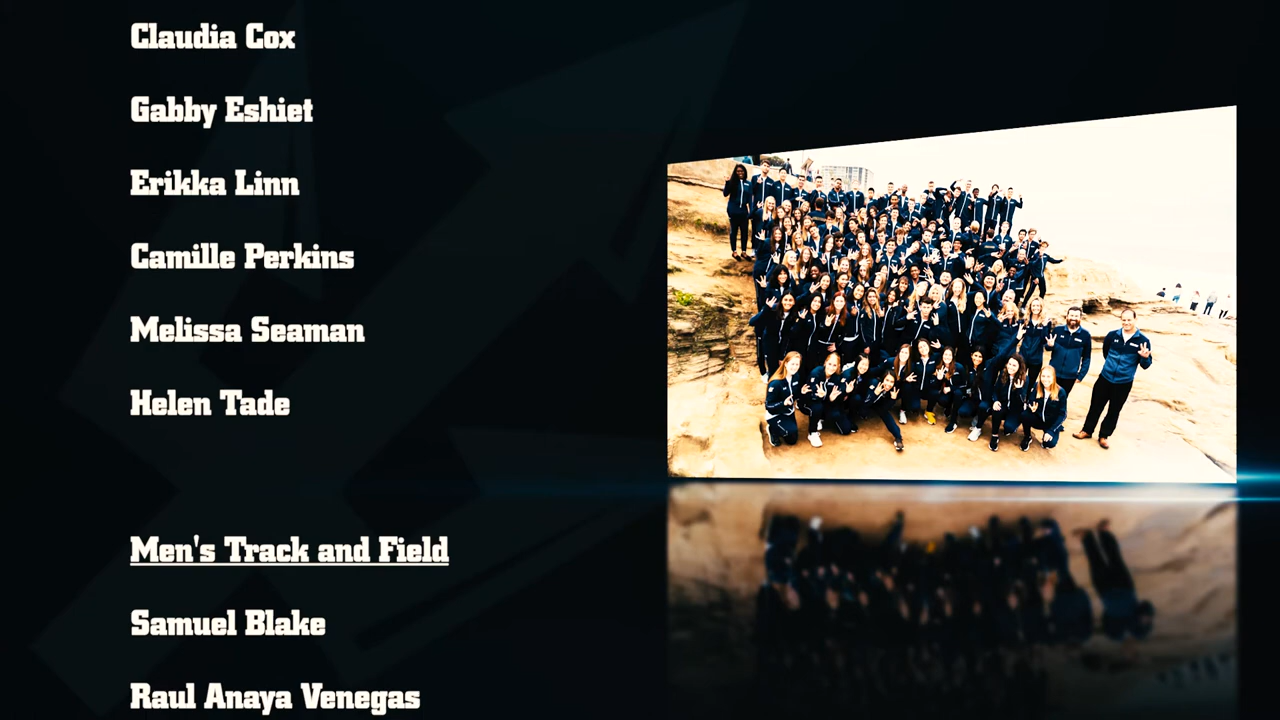 Claudia Cox
Gabby Eshiet
Erikka Linn
Camille Perkins
Melissa Seaman
Helen Tade
Men's Track and Field
Samuel Blake
Raul Anaya Venegas